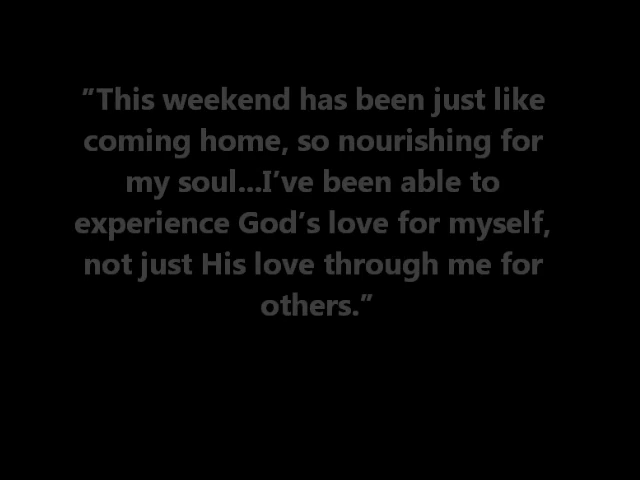 "This weekend has been just like
coming home, so nourishing for
my soul...I’ve been able to
experience God’s love for myself,
not just His love through me for
others."